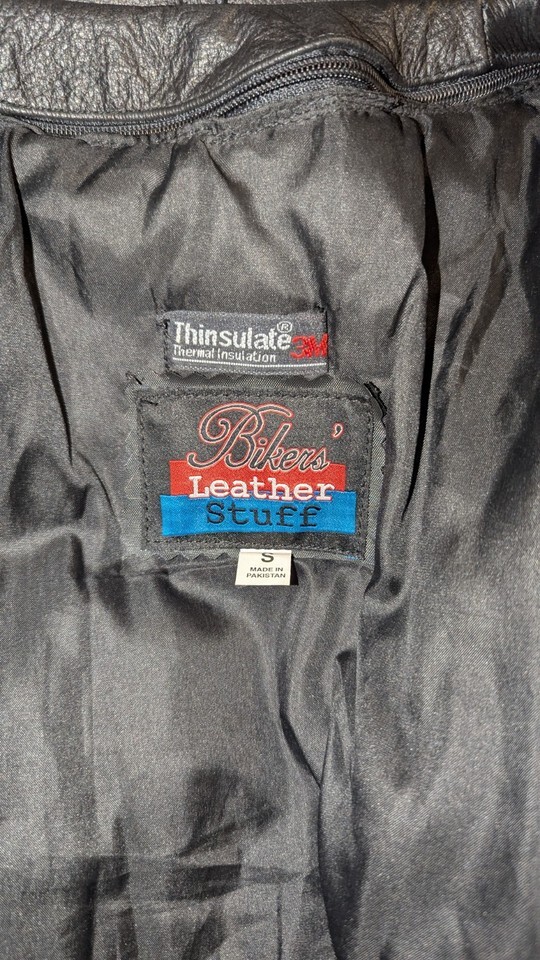 Thinsulate® 3M
Thermal Insulation
Bikers'
Leather
Stuff
S
MADE IN
PAKISTAN